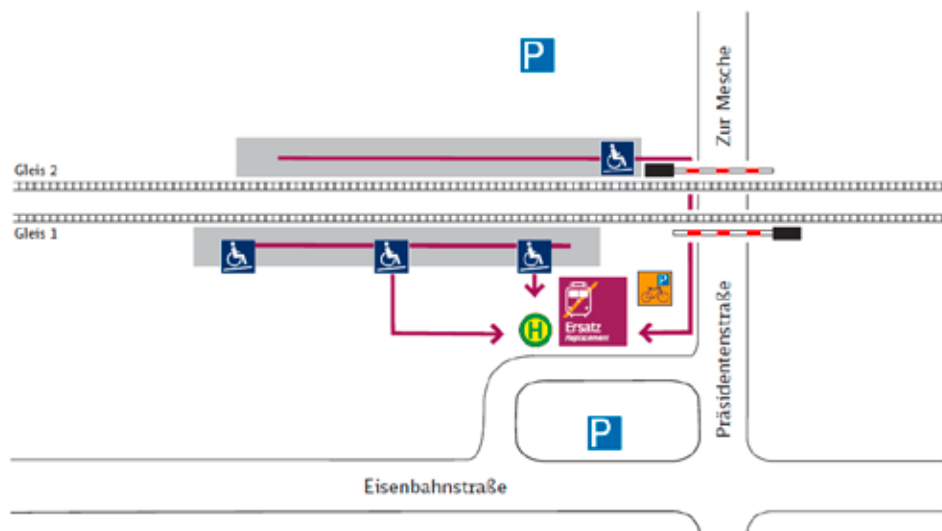 P
Zur Mesche
Gleis 2
Gleis 1
P
H
Ersatz
Replacement
Präsidentenstraße
P
Eisenbahnstraße